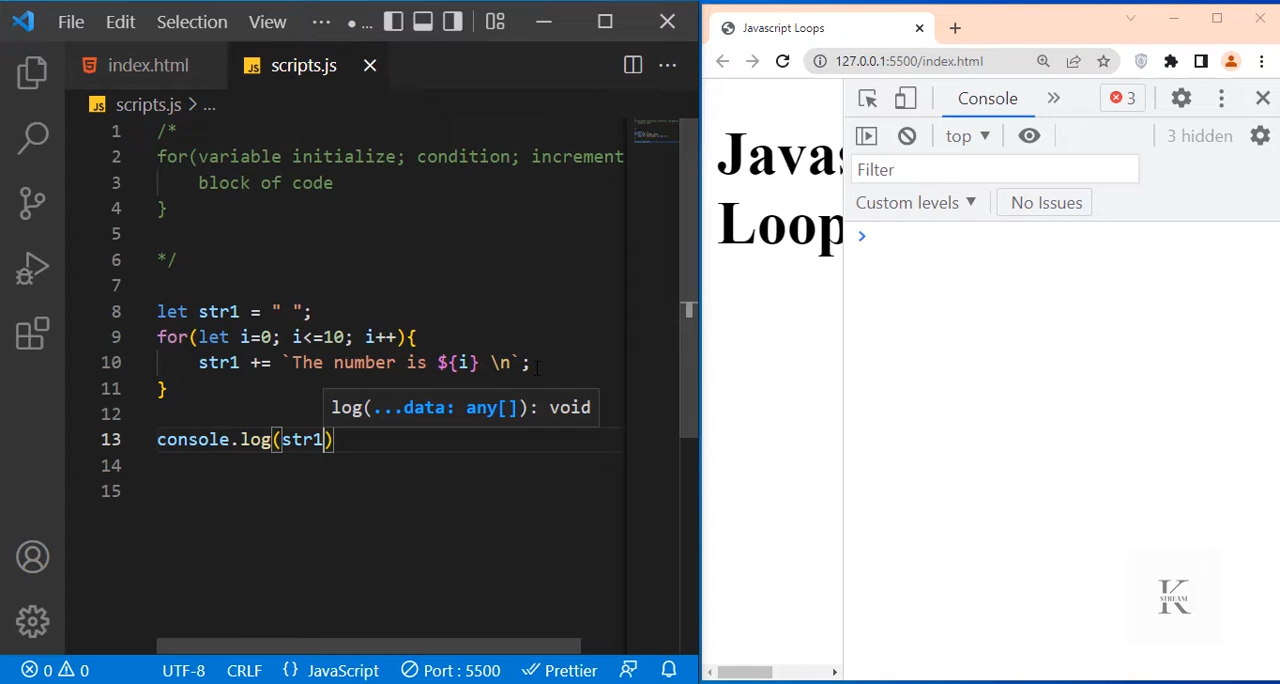 File Edit Selection View ··· ● ...
index.html scripts.js
scripts.js > ...
1 /*
2 for(variable initialize; condition; increment
3 block of code
4 }
5
6 */
7
8 let str1 = " ";
9 for(let i=0; i<=10; i++){
10 str1 += `The number is ${i} \n`;
11 }
12
log(...data: any[]): void
13 console.log(str1)
14
15
0 0 UTF-8 CRLF {} JavaScript Port : 5500 Prettier
Javascript Loops
127.0.0.1:5500/index.html
Javas
Loop
Console 3
top 3 hidden
Filter
Custom levels No Issues
K
STREAM